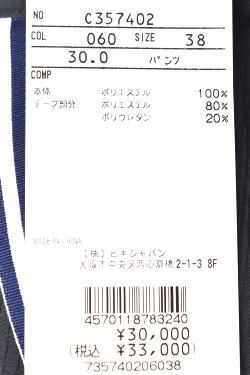 NO C357402
COL 060 SIZE 38
30.0 パンツ
COMP
本体 ポリエステル 100%
テープ部分 ポリエステル 80%
ポリウレタン 20%
MADE IN CHINA
(株)ヒキジャパン
大阪市中央区西心斎橋2-1-3 8F
4570118783240
¥30,000
(税込 ¥33,000)
735740206038